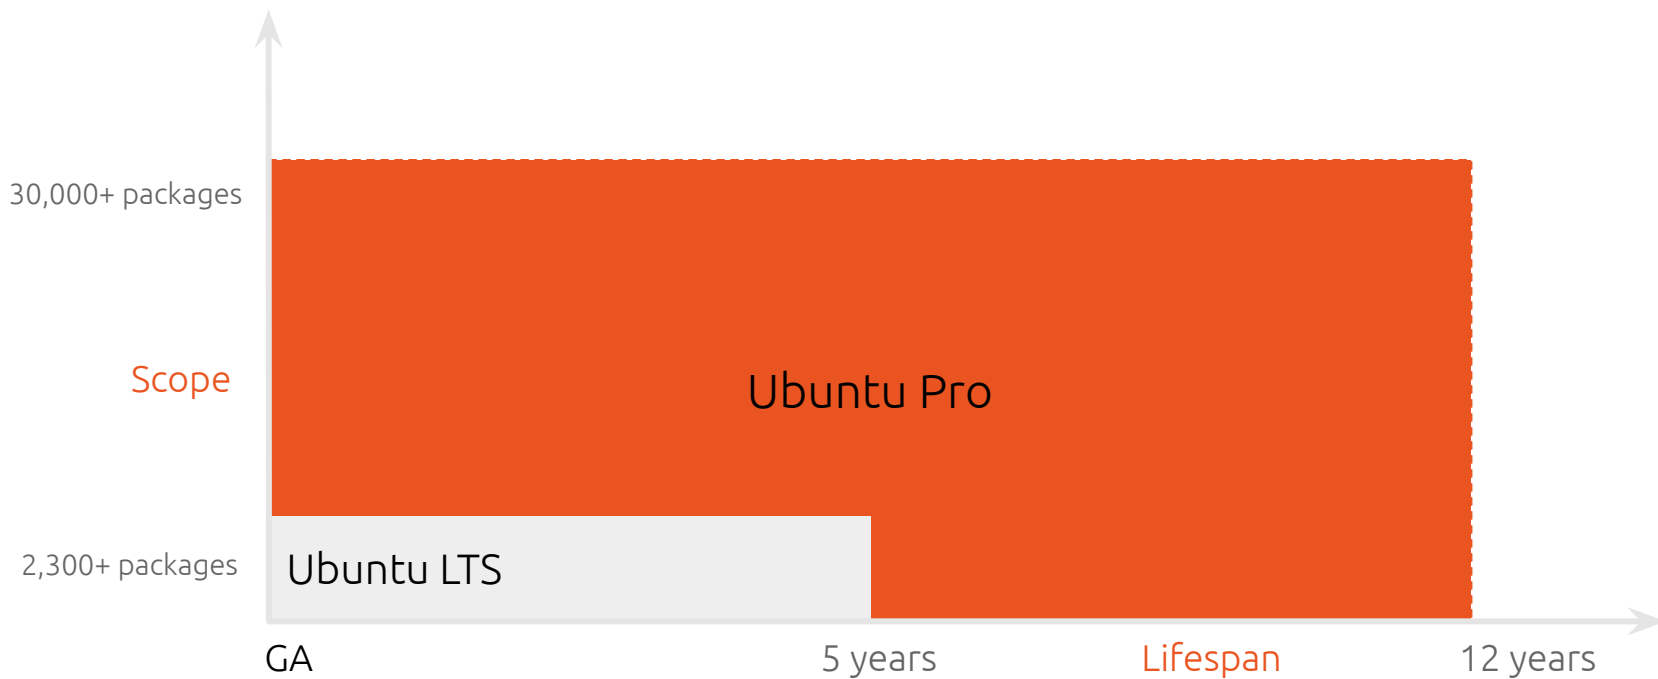 30,000+ packages
Scope
Ubuntu Pro
2,300+ packages
Ubuntu LTS
GA
5 years
Lifespan
12 years